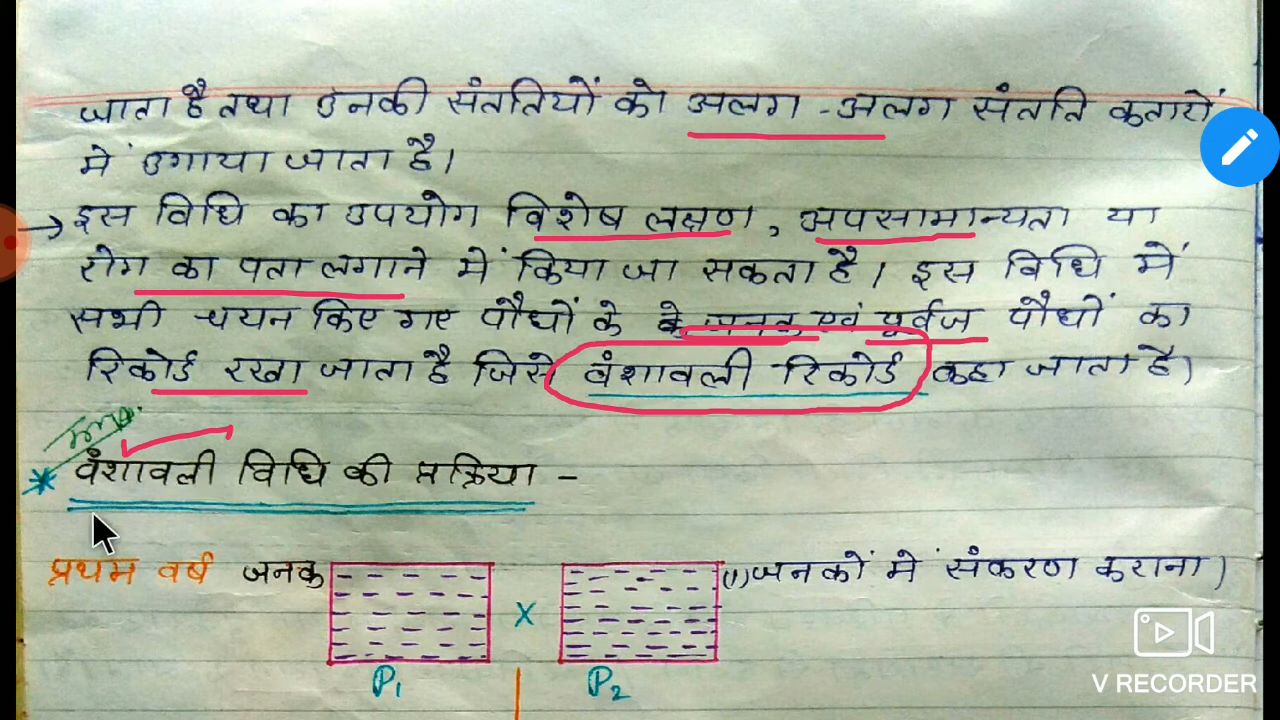 जाता है तथा उनकी संततियों को अलग - अलग संतति कतारों
में उगाया जाता है।
→ इस विधि का उपयोग विशेष लक्षण, अपसामान्यता या
रोग का पता लगाने में किया जा सकता है। इस विधि में
सभी चयन किए गए पौधों के के जनक एवं पूर्वज पौधों का
रिकोर्ड रखा जाता है जिसे वंशावली रिकोर्ड कहा जाता है।
* वंशावली विधि की प्रक्रिया -
प्रथम वर्ष जनक (1) जनकों में संकरण कराना।
×
P₁ P₂
V RECORDER